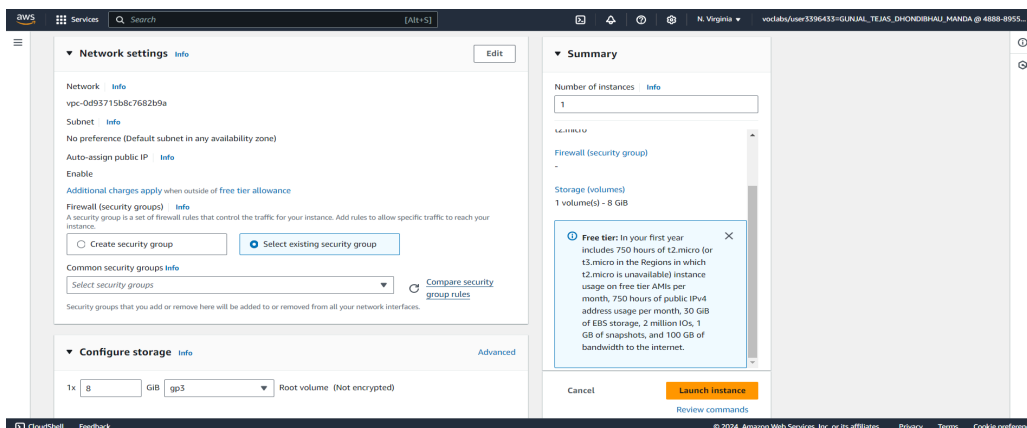 aws
Services
Search
[Alt+S]
N. Virginia
voclabs/user3396433=GUNJAL_TEJAS_DHONDIBHAU_MANDA @ 4888-8955...
Network settings Info
Edit
Network Info
vpc-0d93715b8c7682b9a
Subnet Info
No preference (Default subnet in any availability zone)
Auto-assign public IP Info
Enable
Additional charges apply when outside of free tier allowance
Firewall (security groups) Info
A security group is a set of firewall rules that control the traffic for your instance. Add rules to allow specific traffic to reach your
instance.
Create security group
Select existing security group
Common security groups Info
Select security groups
Compare security
group rules
Security groups that you add or remove here will be added to or removed from all your network interfaces.
Configure storage Info
Advanced
1x 8 GiB gp3 Root volume (Not encrypted)
Summary
Number of instances Info
1
t2.micro
Firewall (security group)
-
Storage (volumes)
1 volume(s) - 8 GiB
Free tier: In your first year
includes 750 hours of t2.micro (or
t3.micro in the Regions in which
t2.micro is unavailable) instance
usage on free tier AMIs per
month, 750 hours of public IPv4
address usage per month, 30 GiB
of EBS storage, 2 million IOs, 1
GB of snapshots, and 100 GB of
bandwidth to the internet.
Cancel
Launch instance
Review commands
CloudShell Feedback
© 2024, Amazon Web Services, Inc. or its affiliates. Privacy Terms Cookie preferenc